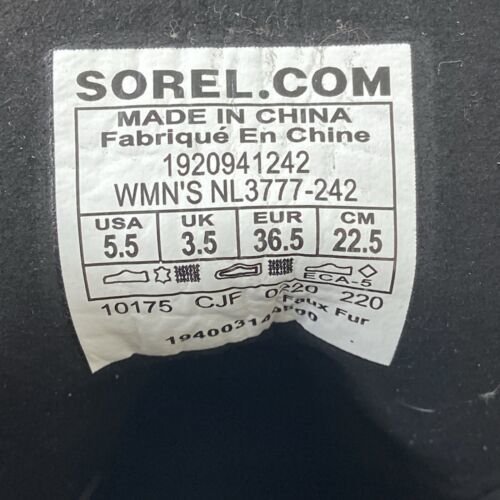 SOREL.COM
MADE IN CHINA
Fabriqué En Chine
1920941242
WMN'S NL3777-242
USA UK EUR CM
5.5 3.5 36.5 22.5
ECA-5
10175 CJF 0220 220
Faux Fur